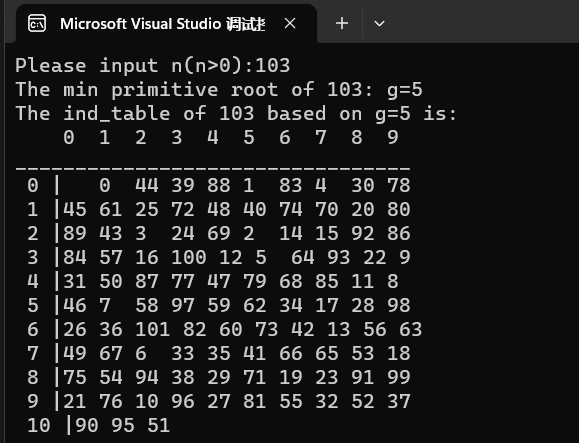 Microsoft Visual Studio 调试控
Please input n(n>0):103
The min primitive root of 103: g=5
The ind_table of 103 based on g=5 is:
0 1 2 3 4 5 6 7 8 9
_________________________________
0 | 0 44 39 88 1 83 4 30 78
1 |45 61 25 72 48 40 74 70 20 80
2 |89 43 3 24 69 2 14 15 92 86
3 |84 57 16 100 12 5 64 93 22 9
4 |31 50 87 77 47 79 68 85 11 8
5 |46 7 58 97 59 62 34 17 28 98
6 |26 36 101 82 60 73 42 13 56 63
7 |49 67 6 33 35 41 66 65 53 18
8 |75 54 94 38 29 71 19 23 91 99
9 |21 76 10 96 27 81 55 32 52 37
10 |90 95 51